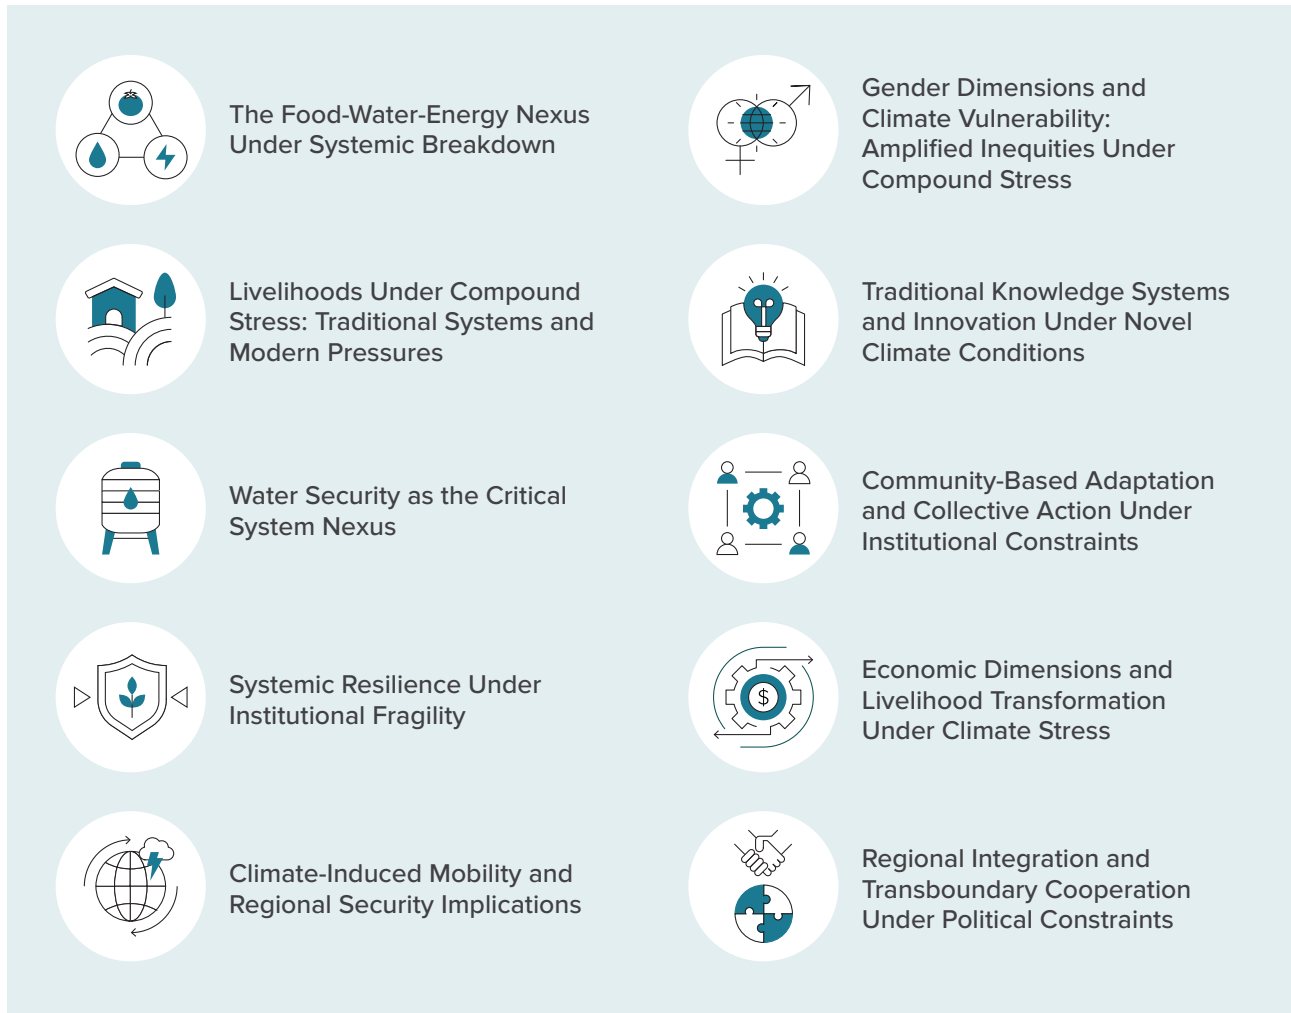 The Food-Water-Energy Nexus
Under Systemic Breakdown
Livelihoods Under Compound
Stress: Traditional Systems and
Modern Pressures
Water Security as the Critical
System Nexus
Systemic Resilience Under
Institutional Fragility
Climate-Induced Mobility and
Regional Security Implications
Gender Dimensions and
Climate Vulnerability:
Amplified Inequities Under
Compound Stress
Traditional Knowledge Systems
and Innovation Under Novel
Climate Conditions
Community-Based Adaptation
and Collective Action Under
Institutional Constraints
$
Economic Dimensions and
Livelihood Transformation
Under Climate Stress
Regional Integration and
Transboundary Cooperation
Under Political Constraints